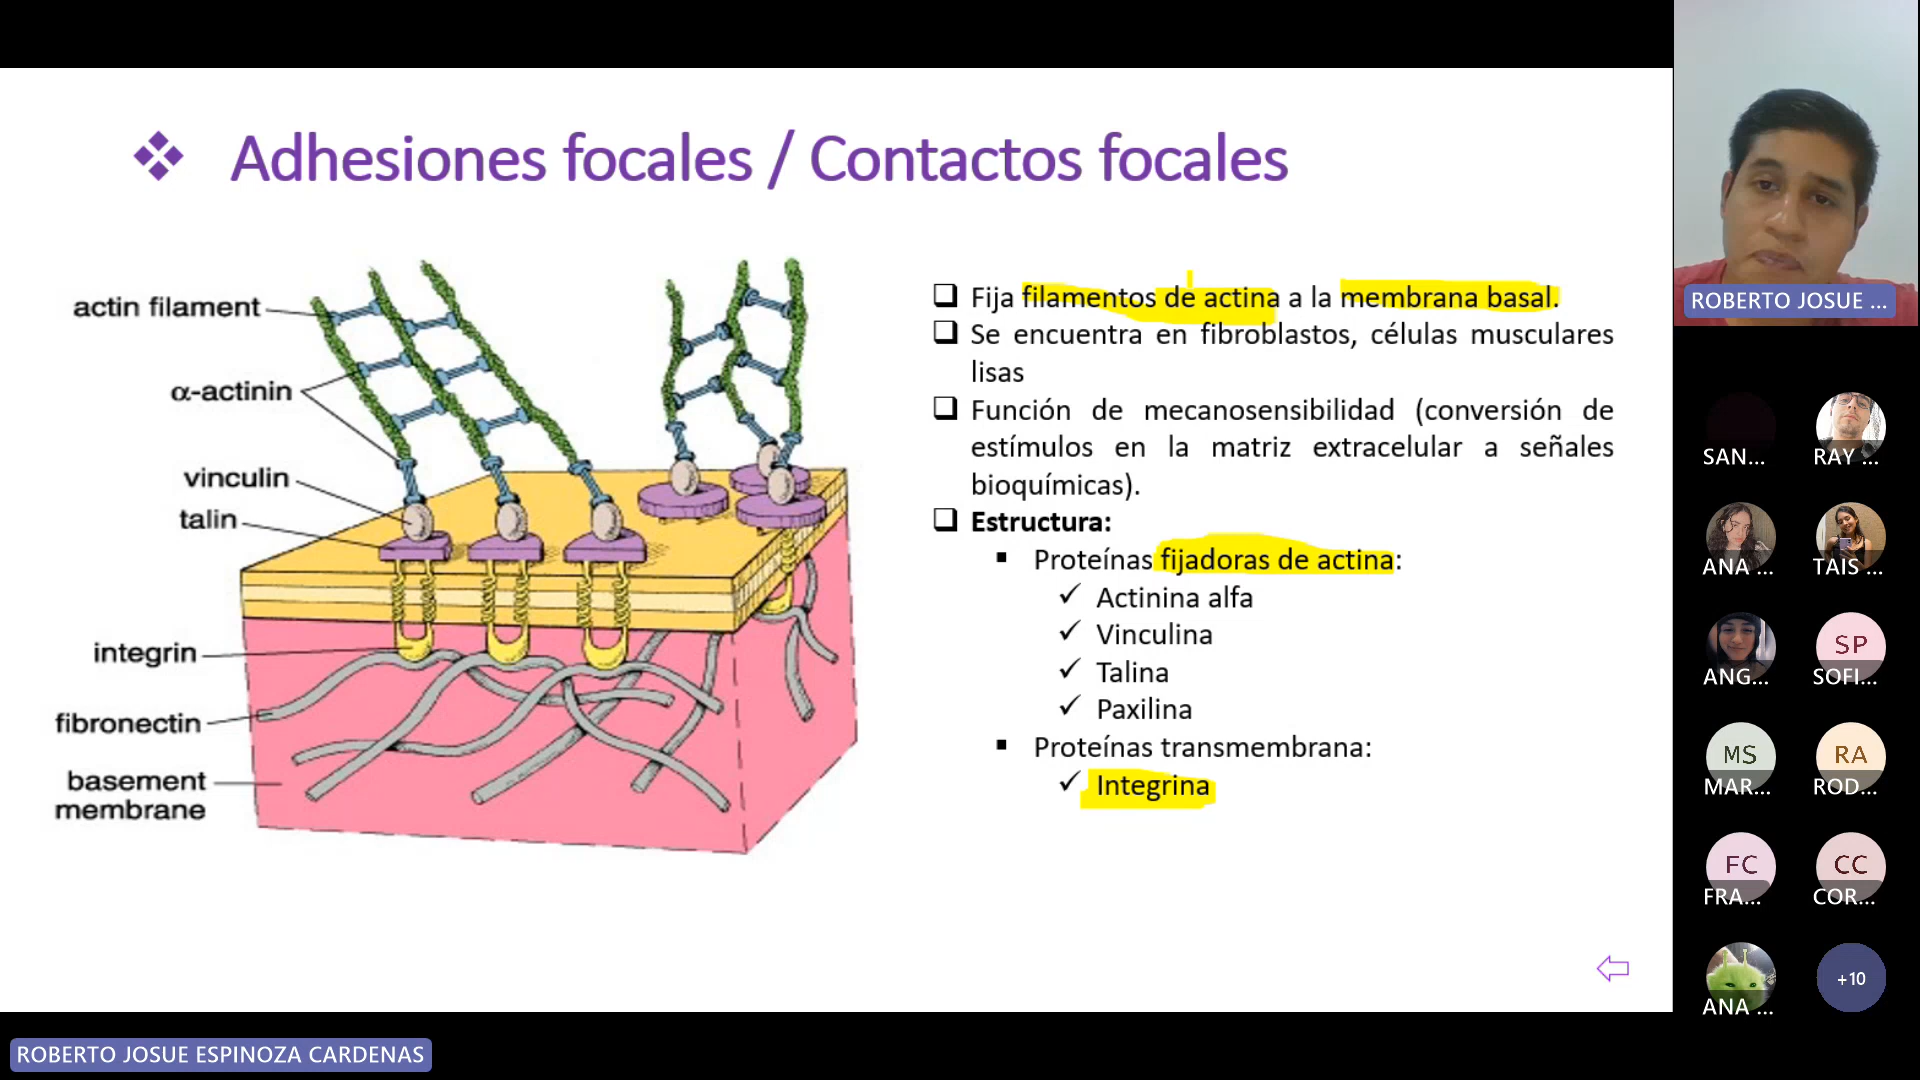 ❖ Adhesiones focales / Contactos focales
actin filament
α-actinin
vinculin
talin
integrin
fibronectin
basement
membrane
❑ Fija filamentos de actina a la membrana basal.
❑ Se encuentra en fibroblastos, células musculares
lisas
❑ Función de mecanosensibilidad (conversión de
estímulos en la matriz extracelular a señales
bioquímicas).
❑ Estructura:
▪ Proteínas fijadoras de actina:
✓ Actinina alfa
✓ Vinculina
✓ Talina
✓ Paxilina
▪ Proteínas transmembrana:
✓ Integrina
ROBERTO JOSUE ...
SAN...
RAY ...
ANA ...
TAIS ...
ANG...
SP
SOFI...
MS
MAR...
RA
ROD...
FC
FRA...
CC
COR...
ANA ...
+10
ROBERTO JOSUE ESPINOZA CARDENAS